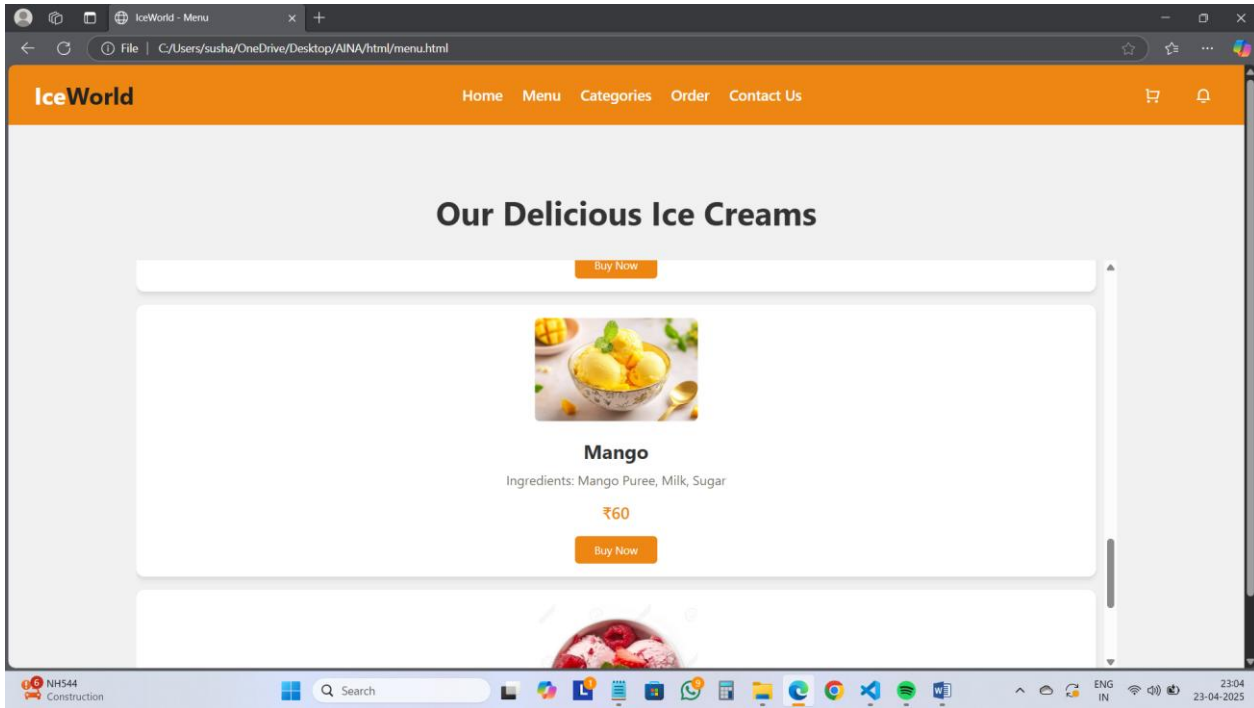 IceWorld - Menu
File | C:/Users/susha/OneDrive/Desktop/AINA/html/menu.html
IceWorld Home Menu Categories Order Contact Us
Our Delicious Ice Creams
Buy Now
Mango
Ingredients: Mango Puree, Milk, Sugar
₹60
Buy Now
NH544
Construction
Search
ENG
IN
23:04
23-04-2025